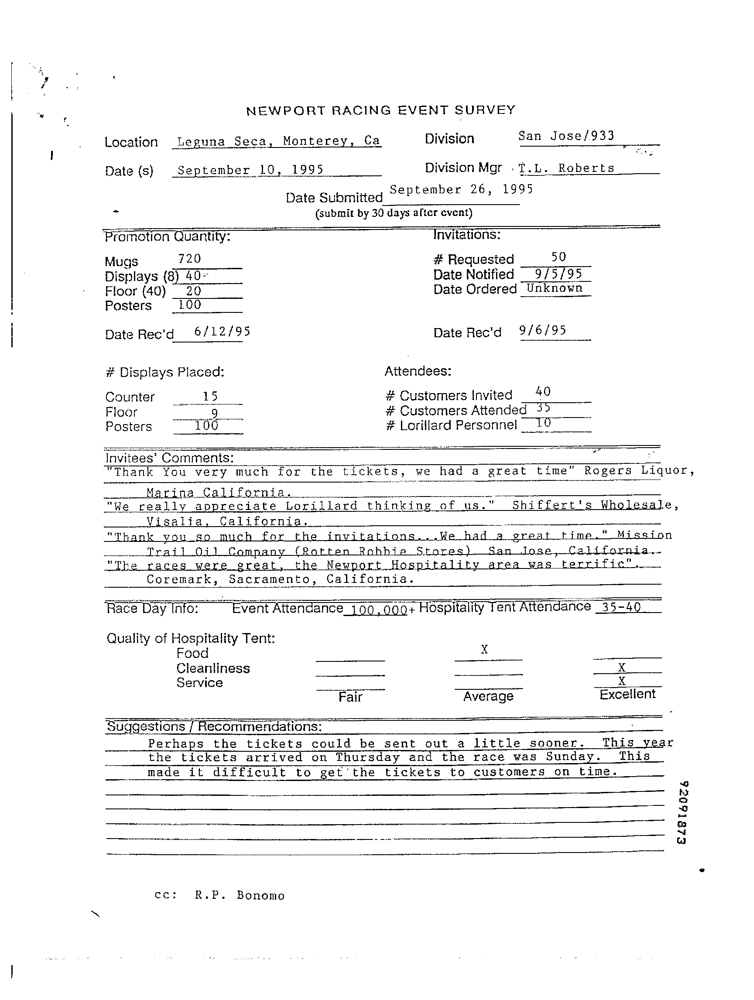 NEWPORT RACING EVENT SURVEY
Location Leguna Seca, Monterey, Ca Division San Jose/933
Date (s) September 10, 1995 Division Mgr T.L. Roberts
Date Submitted September 26, 1995
(submit by 30 days after event)
Promotion Quantity: Invitations:
Mugs 720 # Requested 50
Displays (8) 40 Date Notified 9/5/95
Floor (40) 20 Date Ordered Unknown
Posters 100
Date Rec'd 6/12/95 Date Rec'd 9/6/95
# Displays Placed: Attendees:
Counter 15 # Customers Invited 40
Floor 9 # Customers Attended 35
Posters 100 # Lorillard Personnel 10
Invitees' Comments:
"Thank You very much for the tickets, we had a great time" Rogers Liquor,
Marina California.
"We really appreciate Lorillard thinking of us." Shiffert's Wholesale,
Visalia, California.
"Thank you so much for the invitations...We had a great time." Mission
Trail Oil Company (Rotten Robbie Stores) San Jose, California.
"The races were great, the Newport Hospitality area was terrific".
Coremark, Sacramento, California.
Race Day Info: Event Attendance 100,000+ Hospitality Tent Attendance 35-40
Quality of Hospitality Tent:
Food X
Cleanliness X
Service X
Fair Average Excellent
Suggestions / Recommendations:
Perhaps the tickets could be sent out a little sooner. This year
the tickets arrived on Thursday and the race was Sunday. This
made it difficult to get the tickets to customers on time.
92091873
cc: R.P. Bonomo